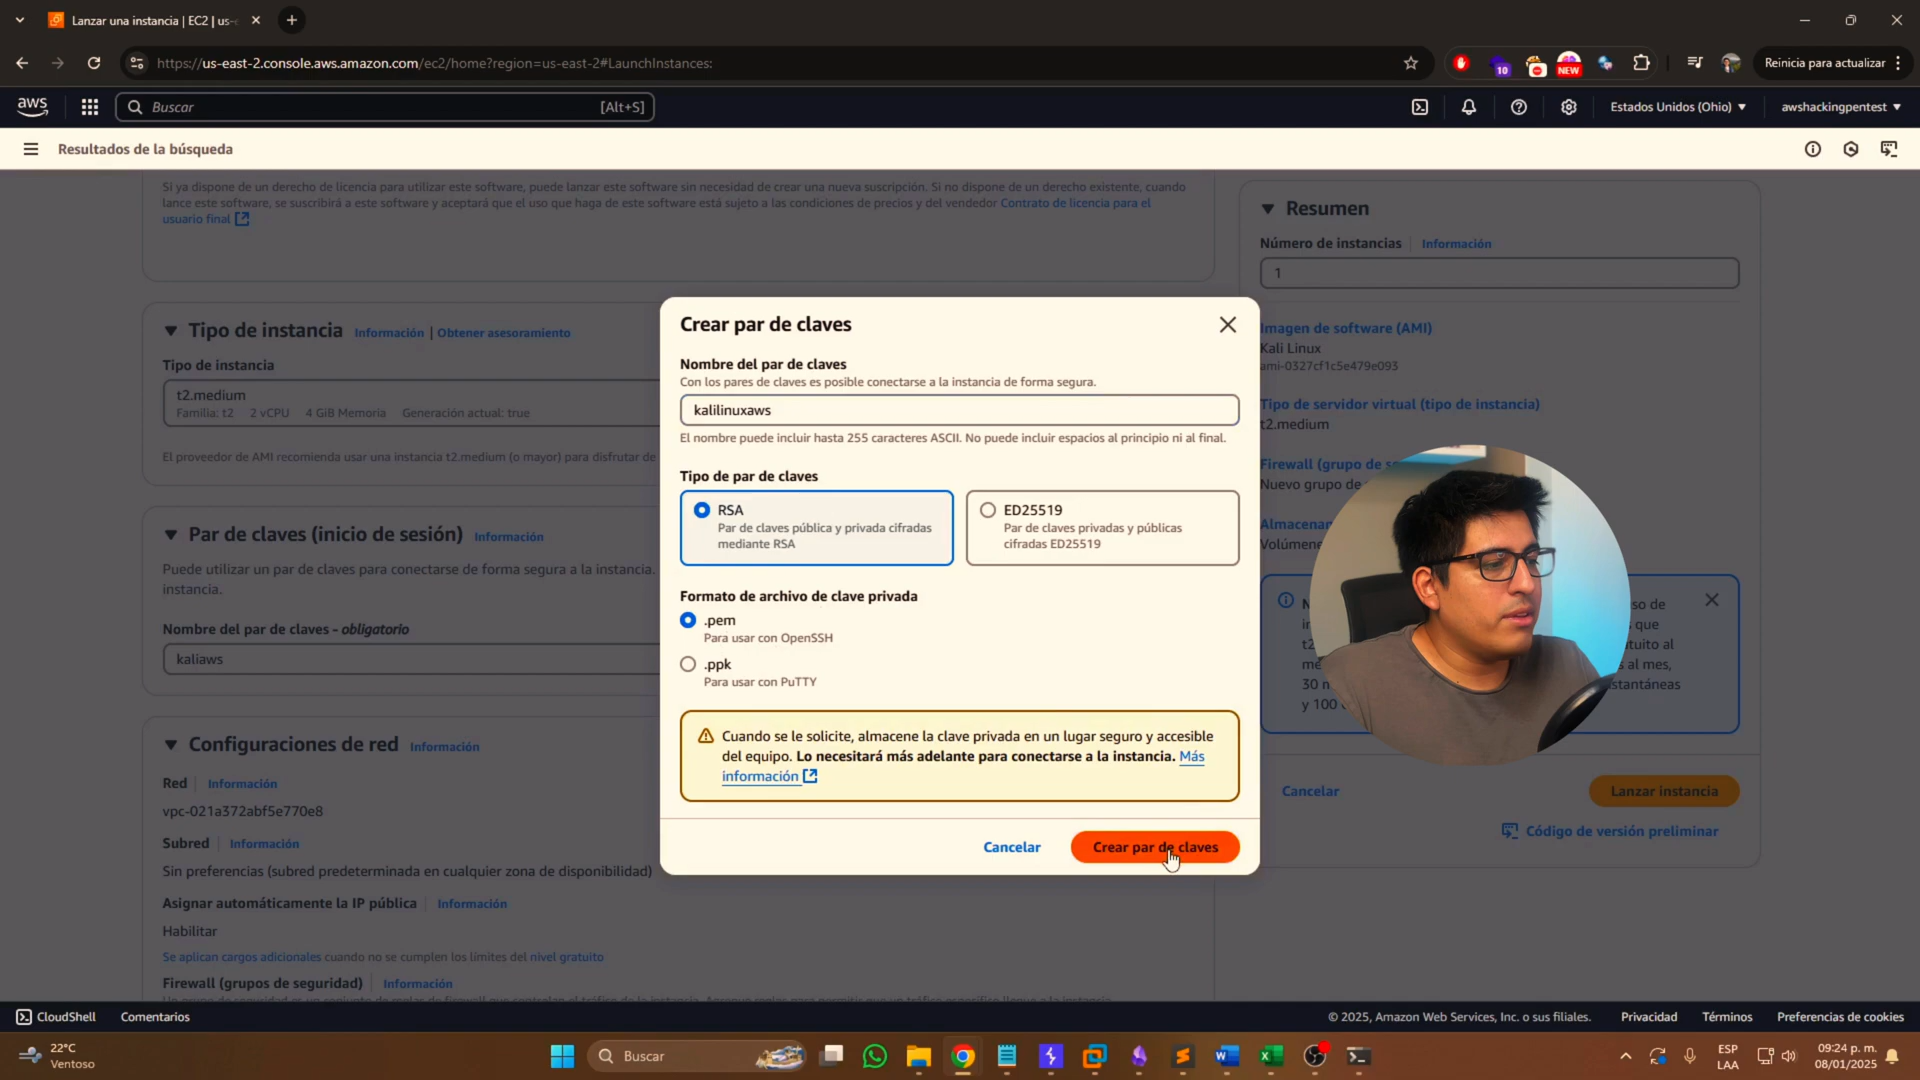 Lanzar una instancia | EC2 | us-
https://us-east-2.console.aws.amazon.com/ec2/home?region=us-east-2#LaunchInstances:
10
NEW
Reinicia para actualizar
aws
Buscar
[Alt+S]
Estados Unidos (Ohio)
awshackingpentest
Resultados de la búsqueda
Si ya dispone de un derecho de licencia para utilizar este software, puede lanzar este software sin necesidad de crear una nueva suscripción. Si no dispone de un derecho existente, cuando
lance este software, se suscribirá a este software y aceptará que el uso que haga de este software está sujeto a las condiciones de precios y del vendedor Contrato de licencia para el
usuario final
Tipo de instancia
Información | Obtener asesoramiento
Tipo de instancia
t2.medium
Familia: t2 2 vCPU 4 GiB Memoria Generación actual: true
El proveedor de AMI recomienda usar una instancia t2.medium (o mayor) para disfrutar de
Par de claves (inicio de sesión)
Información
Puede utilizar un par de claves para conectarse de forma segura a la instancia.
instancia.
Nombre del par de claves - obligatorio
kaliaws
Configuraciones de red
Información
Red
Información
vpc-021a372abf5e770e8
Subred
Información
Sin preferencias (subred predeterminada en cualquier zona de disponibilidad)
Asignar automáticamente la IP pública
Información
Habilitar
Se aplican cargos adicionales cuando no se cumplen los límites del nivel gratuito
Firewall (grupos de seguridad)
Información
Crear par de claves
Nombre del par de claves
Con los pares de claves es posible conectarse a la instancia de forma segura.
kalilinuxaws
El nombre puede incluir hasta 255 caracteres ASCII. No puede incluir espacios al principio ni al final.
Tipo de par de claves
RSA
Par de claves pública y privada cifradas
mediante RSA
ED25519
Par de claves privadas y públicas
cifradas ED25519
Formato de archivo de clave privada
.pem
Para usar con OpenSSH
.ppk
Para usar con PuTTY
Cuando se le solicite, almacene la clave privada en un lugar seguro y accesible
del equipo. Lo necesitará más adelante para conectarse a la instancia. Más
información
Cancelar
Crear par de claves
Resumen
Número de instancias
Información
1
Imagen de software (AMI)
Kali Linux
ami-0327cf1c5e479e093
Tipo de servidor virtual (tipo de instancia)
t2.medium
Firewall (grupo de se
Nuevo grupo de
Almacenar
Volúmene
N
so de
que
t2
tuito al
me
s al mes,
30 n
stantáneas
y 100
Cancelar
Lanzar instancia
Código de versión preliminar
CloudShell
Comentarios
© 2025, Amazon Web Services, Inc. o sus filiales.
Privacidad
Términos
Preferencias de cookies
22°C
Ventoso
Buscar
ESP
LAA
09:24 p. m.
08/01/2025